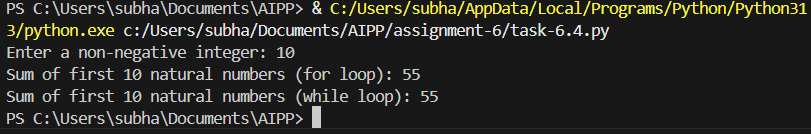 PS C:\Users\subha\Documents\AIPP> & C:/Users/subha/AppData/Local/Programs/Python/Python31
3/python.exe c:/Users/subha/Documents/AIPP/assignment-6/task-6.4.py
Enter a non-negative integer: 10
Sum of first 10 natural numbers (for loop): 55
Sum of first 10 natural numbers (while loop): 55
PS C:\Users\subha\Documents\AIPP>